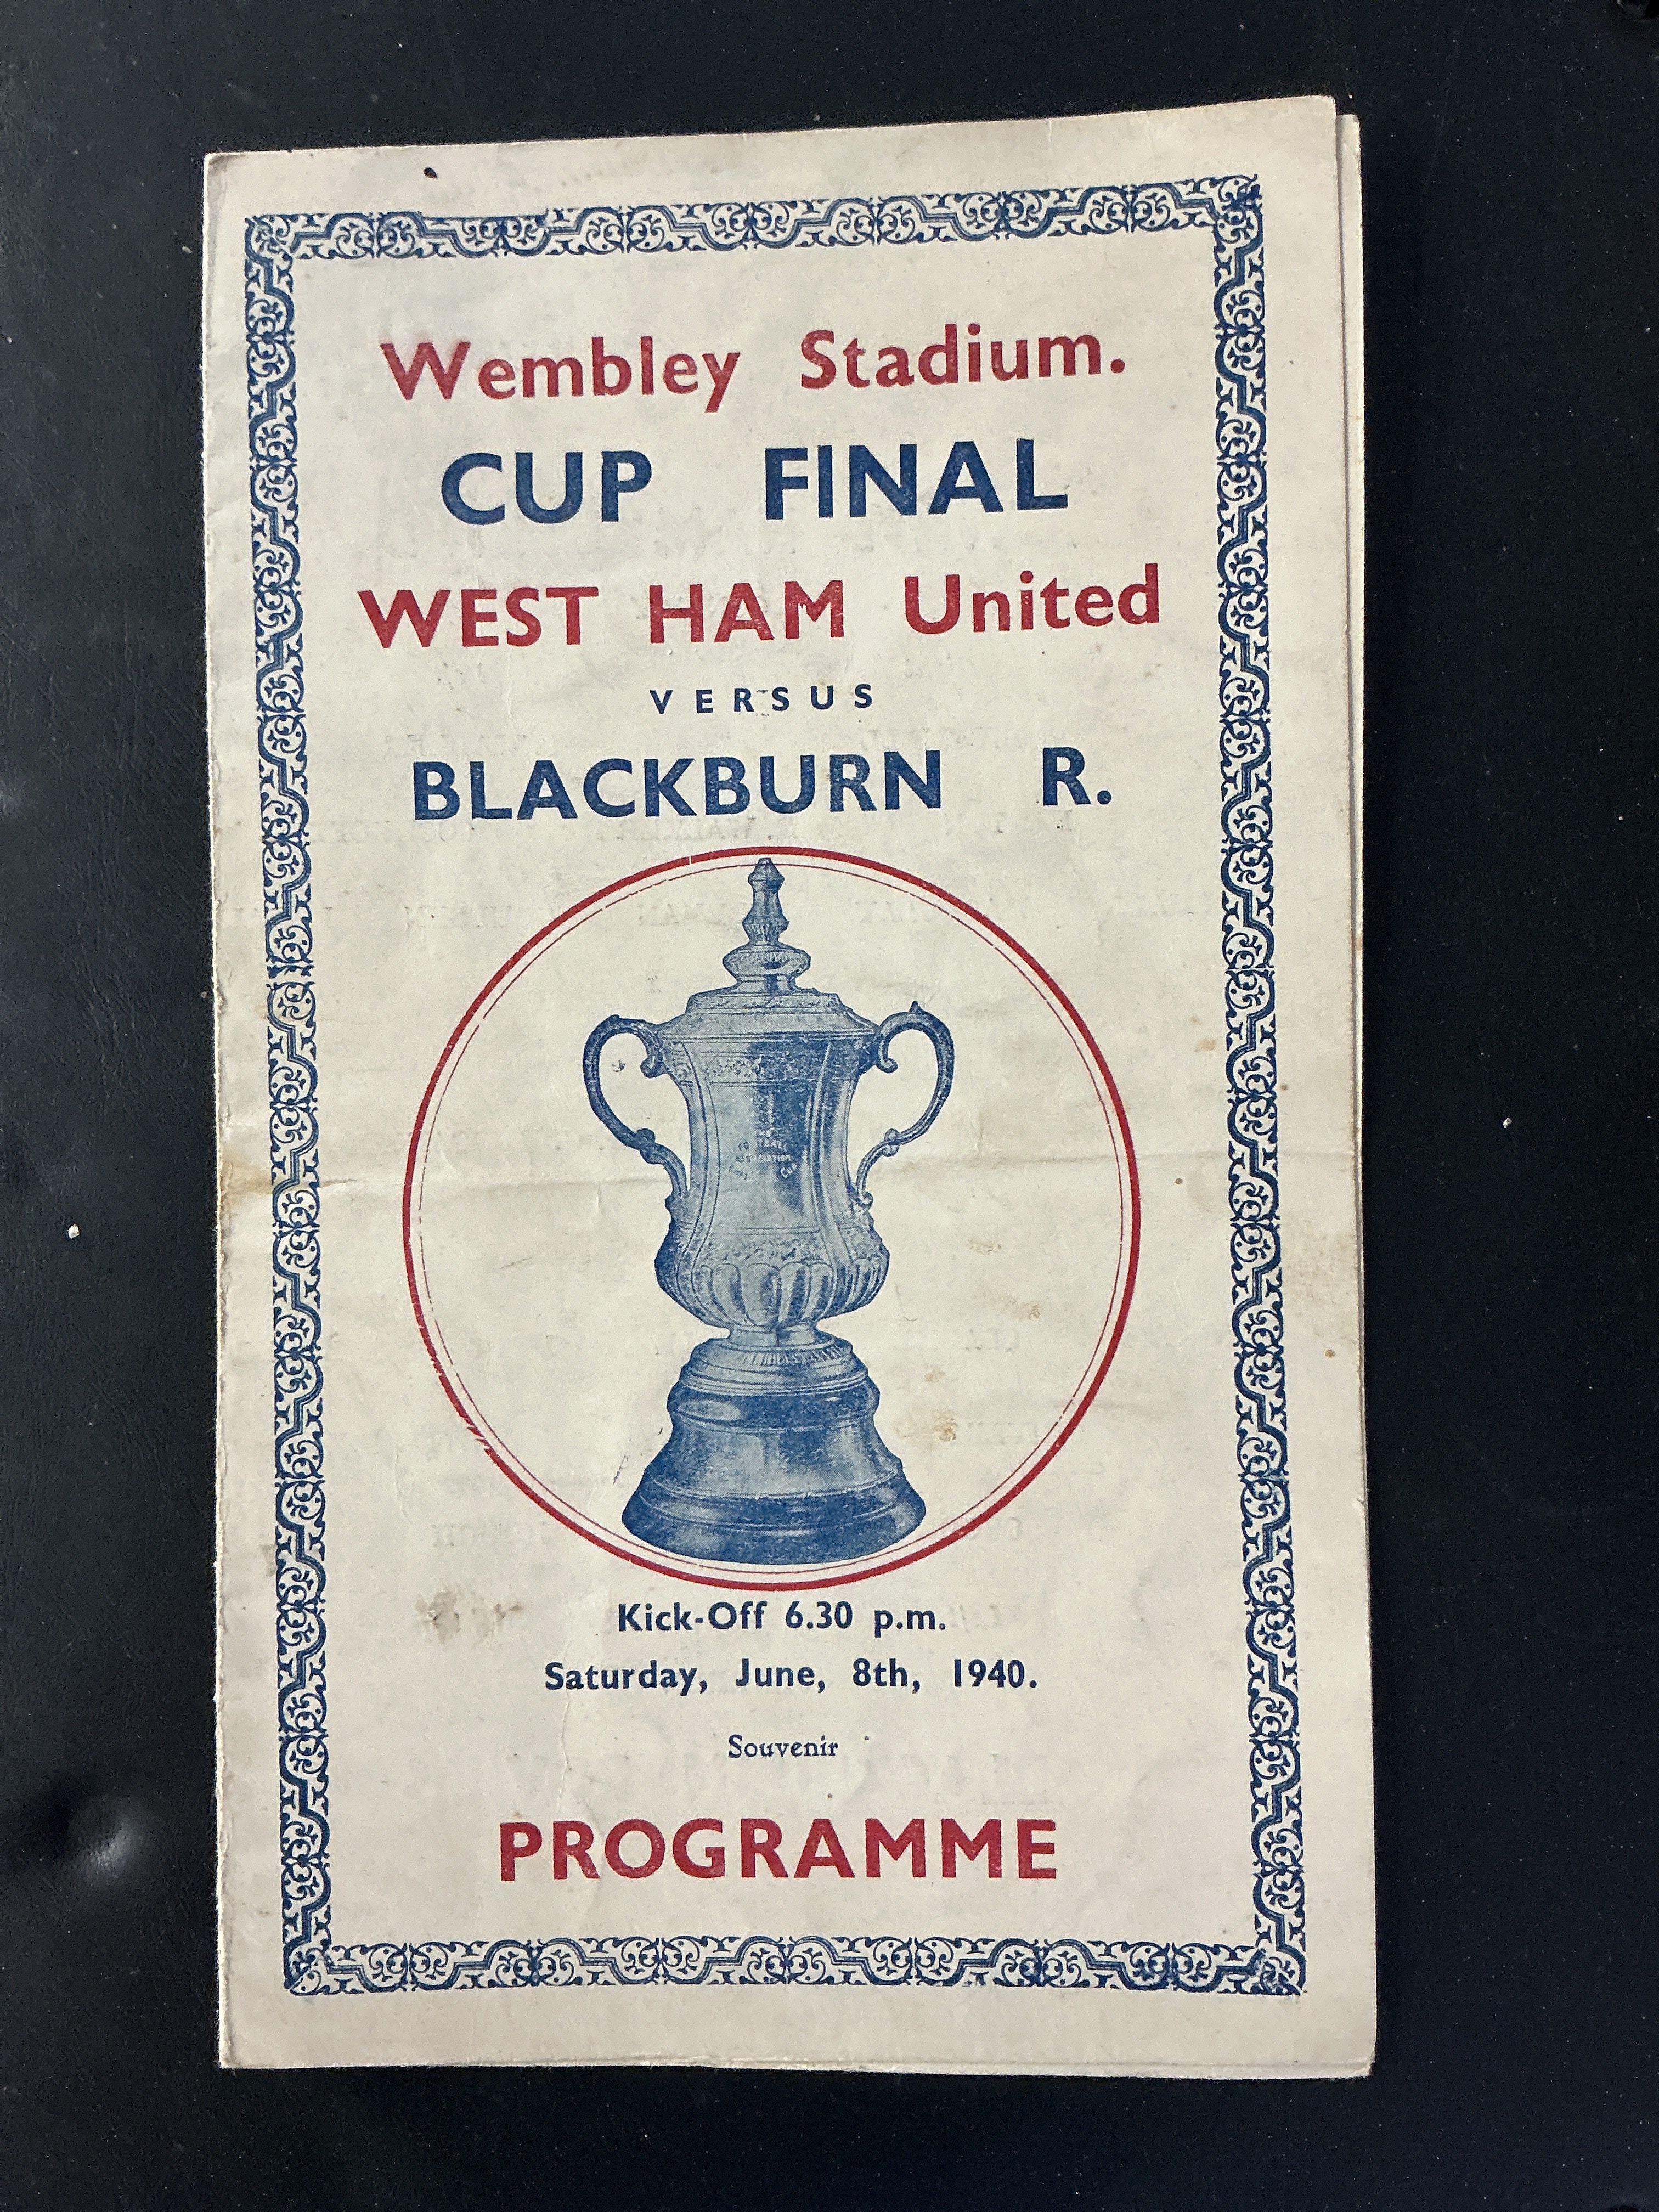 Wembley Stadium.
CUP FINAL
WEST HAM United
VERSUS
BLACKBURN R.
Kick-Off 6.30 p.m.
Saturday, June, 8th, 1940.
Souvenir
PROGRAMME